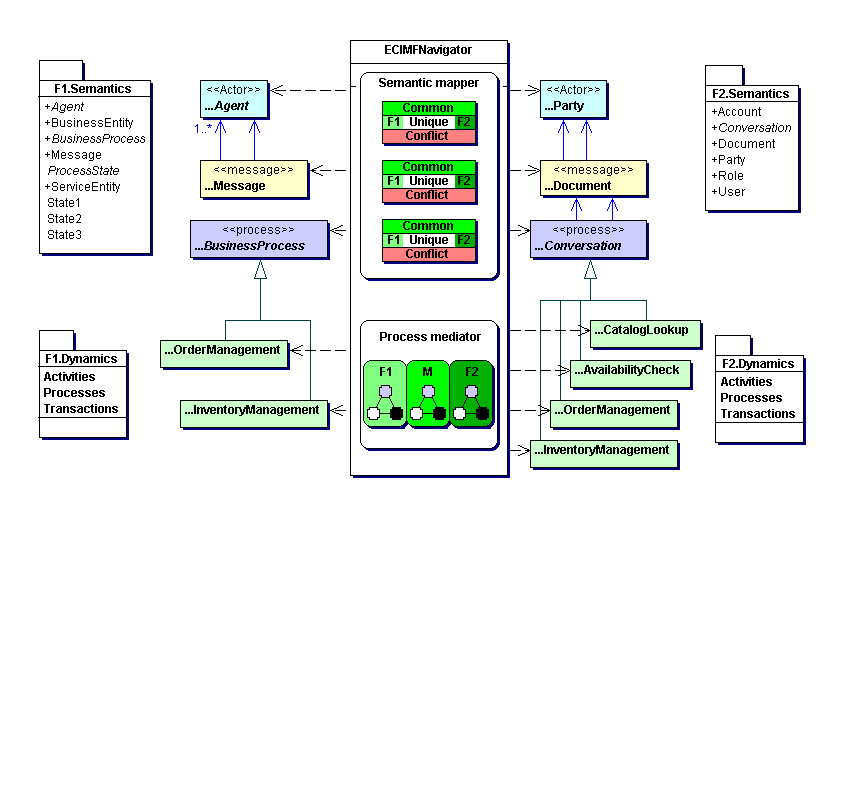 ECIMFNavigator
F1.Semantics
+Agent
+BusinessEntity
+BusinessProcess
+Message
ProcessState
+ServiceEntity
State1
State2
State3
<<Actor>>
...Agent
1..*
<<message>>
...Message
<<process>>
...BusinessProcess
Semantic mapper
Common
F1 Unique F2
Conflict
Common
F1 Unique F2
Conflict
Common
F1 Unique F2
Conflict
<<Actor>>
...Party
<<message>>
...Document
<<process>>
...Conversation
F2.Semantics
+Account
+Conversation
+Document
+Party
+Role
+User
F1.Dynamics
Activities
Processes
Transactions
...OrderManagement
...InventoryManagement
Process mediator
F1 M F2
...CatalogLookup
...AvailabilityCheck
...OrderManagement
...InventoryManagement
F2.Dynamics
Activities
Processes
Transactions